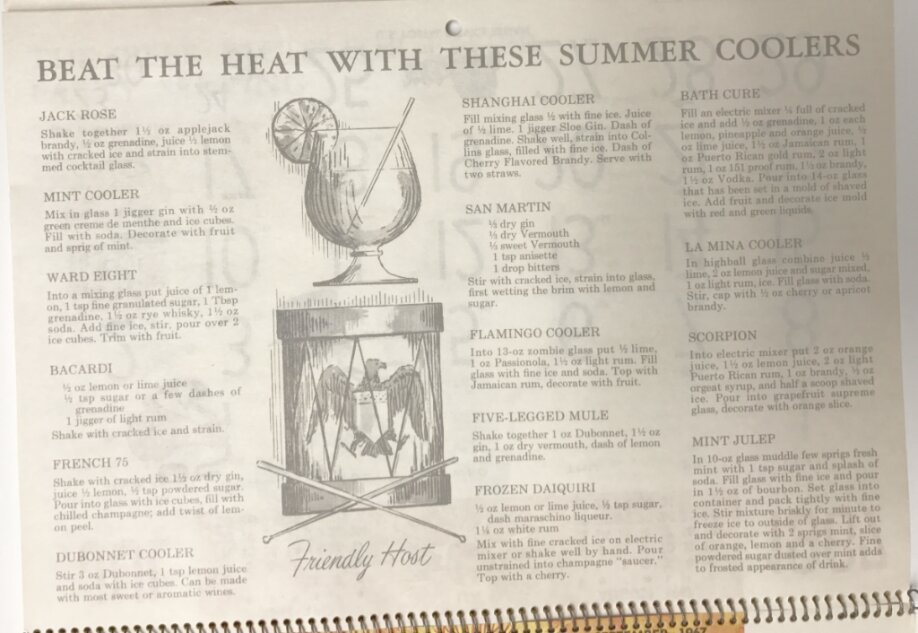 BEAT THE HEAT WITH THESE SUMMER COOLERS
JACK ROSE
Shake together 1½ oz applejack
brandy, ½ oz grenadine, juice ½ lemon
with cracked ice and strain into stem-
med cocktail glass.
MINT COOLER
Mix in glass 1 jigger gin with ½ oz
green creme de menthe and ice cubes.
Fill with soda. Decorate with fruit
and sprig of mint.
WARD EIGHT
Into a mixing glass put juice of 1 lem-
on, 1 tsp fine granulated sugar, 1 Tbsp
grenadine, 1½ oz rye whisky, 1½ oz
soda. Add fine ice, stir, pour over 2
ice cubes. Trim with fruit.
BACARDI
½ oz lemon or lime juice
½ tsp sugar or a few dashes of
grenadine
1 jigger of light rum
Shake with cracked ice and strain.
FRENCH 75
Shake with cracked ice 1½ oz dry gin,
juice ½ lemon, ½ tsp powdered sugar.
Pour into glass with ice cubes, fill with
chilled champagne; add twist of lem-
on peel.
DUBONNET COOLER
Stir 3 oz Dubonnet, 1 tsp lemon juice
and soda with ice cubes. Can be made
with most sweet or aromatic wines.
Friendly Host
SHANGHAI COOLER
Fill mixing glass ½ with fine ice. Juice
of ½ lime. 1 jigger Sloe Gin. Dash of
grenadine. Shake well, strain into Col-
lins glass, filled with fine ice. Dash of
Cherry Flavored Brandy. Serve with
two straws.
SAN MARTIN
dry gin
dry Vermouth
sweet Vermouth
1 tsp anisette
1 drop bitters
Stir with cracked ice, strain into glass,
first wetting the brim with lemon and
sugar.
FLAMINGO COOLER
Into 13-oz zombie glass put ½ lime,
1 oz Passionola, 1½ oz light rum. Fill
glass with fine ice and soda. Top with
Jamaican rum, decorate with fruit.
FIVE-LEGGED MULE
Shake together 1 oz Dubonnet, 1½ oz
gin, 1 oz dry vermouth, dash of lemon
and grenadine.
FROZEN DAIQUIRI
½ oz lemon or lime juice, ½ tsp sugar,
dash maraschino liqueur.
1¼ oz white rum
Mix with fine cracked ice on electric
mixer or shake well by hand. Pour
unstrained into champagne "saucer."
Top with a cherry.
BATH CURE
Fill an electric mixer full of cracked
ice and add ½ oz grenadine, 1 oz each
lemon, pineapple and orange juice, ½
oz lime juice, 1½ oz Jamaican rum, 1
oz Puerto Rican gold rum, 2 oz light
rum, 1 oz 151 proof rum, 1½ oz brandy,
1½ oz Vodka. Pour into 14-oz glass
that has been set in a mold of shaved
ice. Add fruit and decorate ice mold
with red and green liquids.
LA MINA COOLER
In highball glass combine juice ½
lime, 2 oz lemon juice and sugar mixed,
1 oz light rum, ice. Fill glass with soda.
Stir, cap with ½ oz cherry or apricot
brandy.
SCORPION
Into electric mixer put 2 oz orange
juice, 1½ oz lemon juice, 2 oz light
Puerto Rican rum, 1 oz brandy, ½ oz
orgeat syrup, and half a scoop shaved
ice. Pour into grapefruit supreme
glass, decorate with orange slice.
MINT JULEP
In 10-oz glass muddle few sprigs fresh
mint with 1 tsp sugar and splash of
soda. Fill glass with fine ice and pour
in 1½ oz of bourbon. Set glass into
container and pack tightly with fine
ice. Stir mixture briskly for minute to
freeze ice to outside of glass. Lift out
and decorate with 2 sprigs mint, slice
of orange, lemon and a cherry. Fine
powdered sugar dusted over mint adds
to frosted appearance of drink.
SEPTEMBER 1967